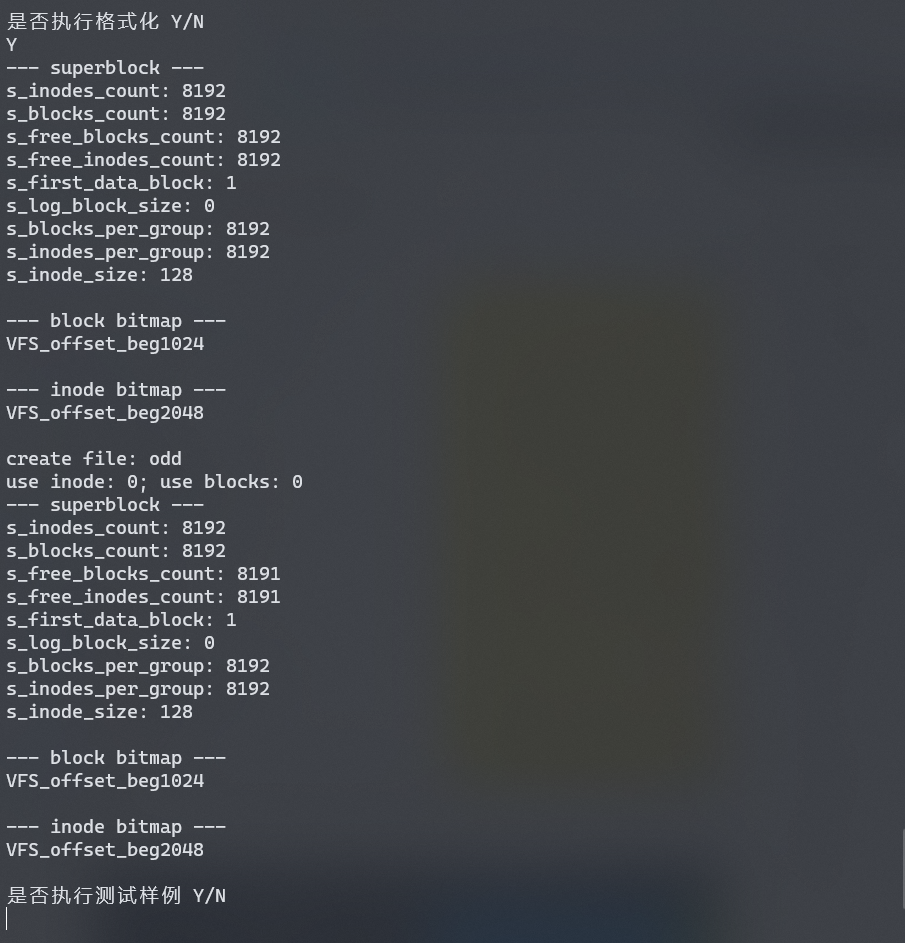 是否执行格式化 Y/N
Y
--- superblock ---
s_inodes_count: 8192
s_blocks_count: 8192
s_free_blocks_count: 8192
s_free_inodes_count: 8192
s_first_data_block: 1
s_log_block_size: 0
s_blocks_per_group: 8192
s_inodes_per_group: 8192
s_inode_size: 128
--- block bitmap ---
VFS_offset_beg1024
--- inode bitmap ---
VFS_offset_beg2048
create file: odd
use inode: 0; use blocks: 0
--- superblock ---
s_inodes_count: 8192
s_blocks_count: 8192
s_free_blocks_count: 8191
s_free_inodes_count: 8191
s_first_data_block: 1
s_log_block_size: 0
s_blocks_per_group: 8192
s_inodes_per_group: 8192
s_inode_size: 128
--- block bitmap ---
VFS_offset_beg1024
--- inode bitmap ---
VFS_offset_beg2048
是否执行测试样例 Y/N